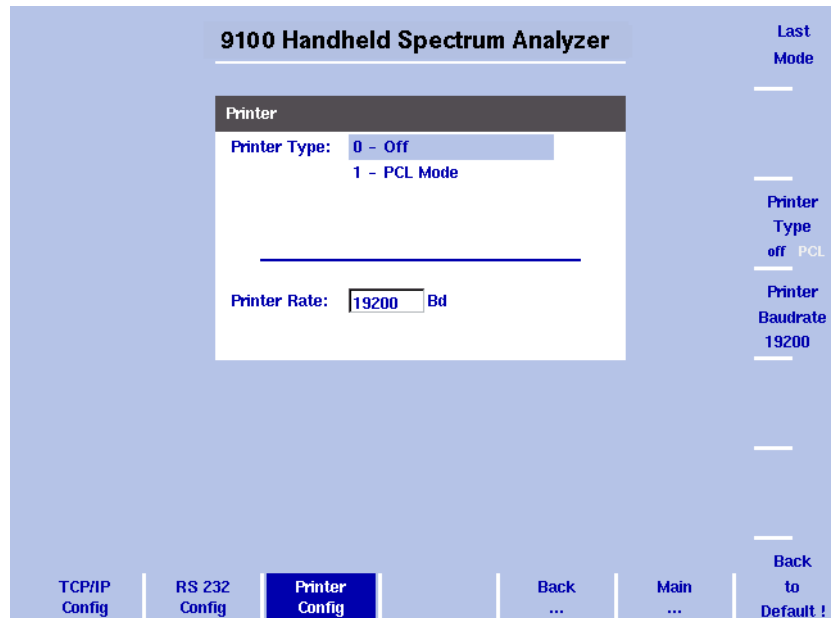 9100 Handheld Spectrum Analyzer
Last
Mode
Printer
Printer Type: 0 - Off
1 - PCL Mode
Printer
Type
off PCL
Printer Rate: 19200 Bd
Printer
Baudrate
19200
Back
to
Default !
TCP/IP
Config
RS 232
Config
Printer
Config
Back
...
Main
...